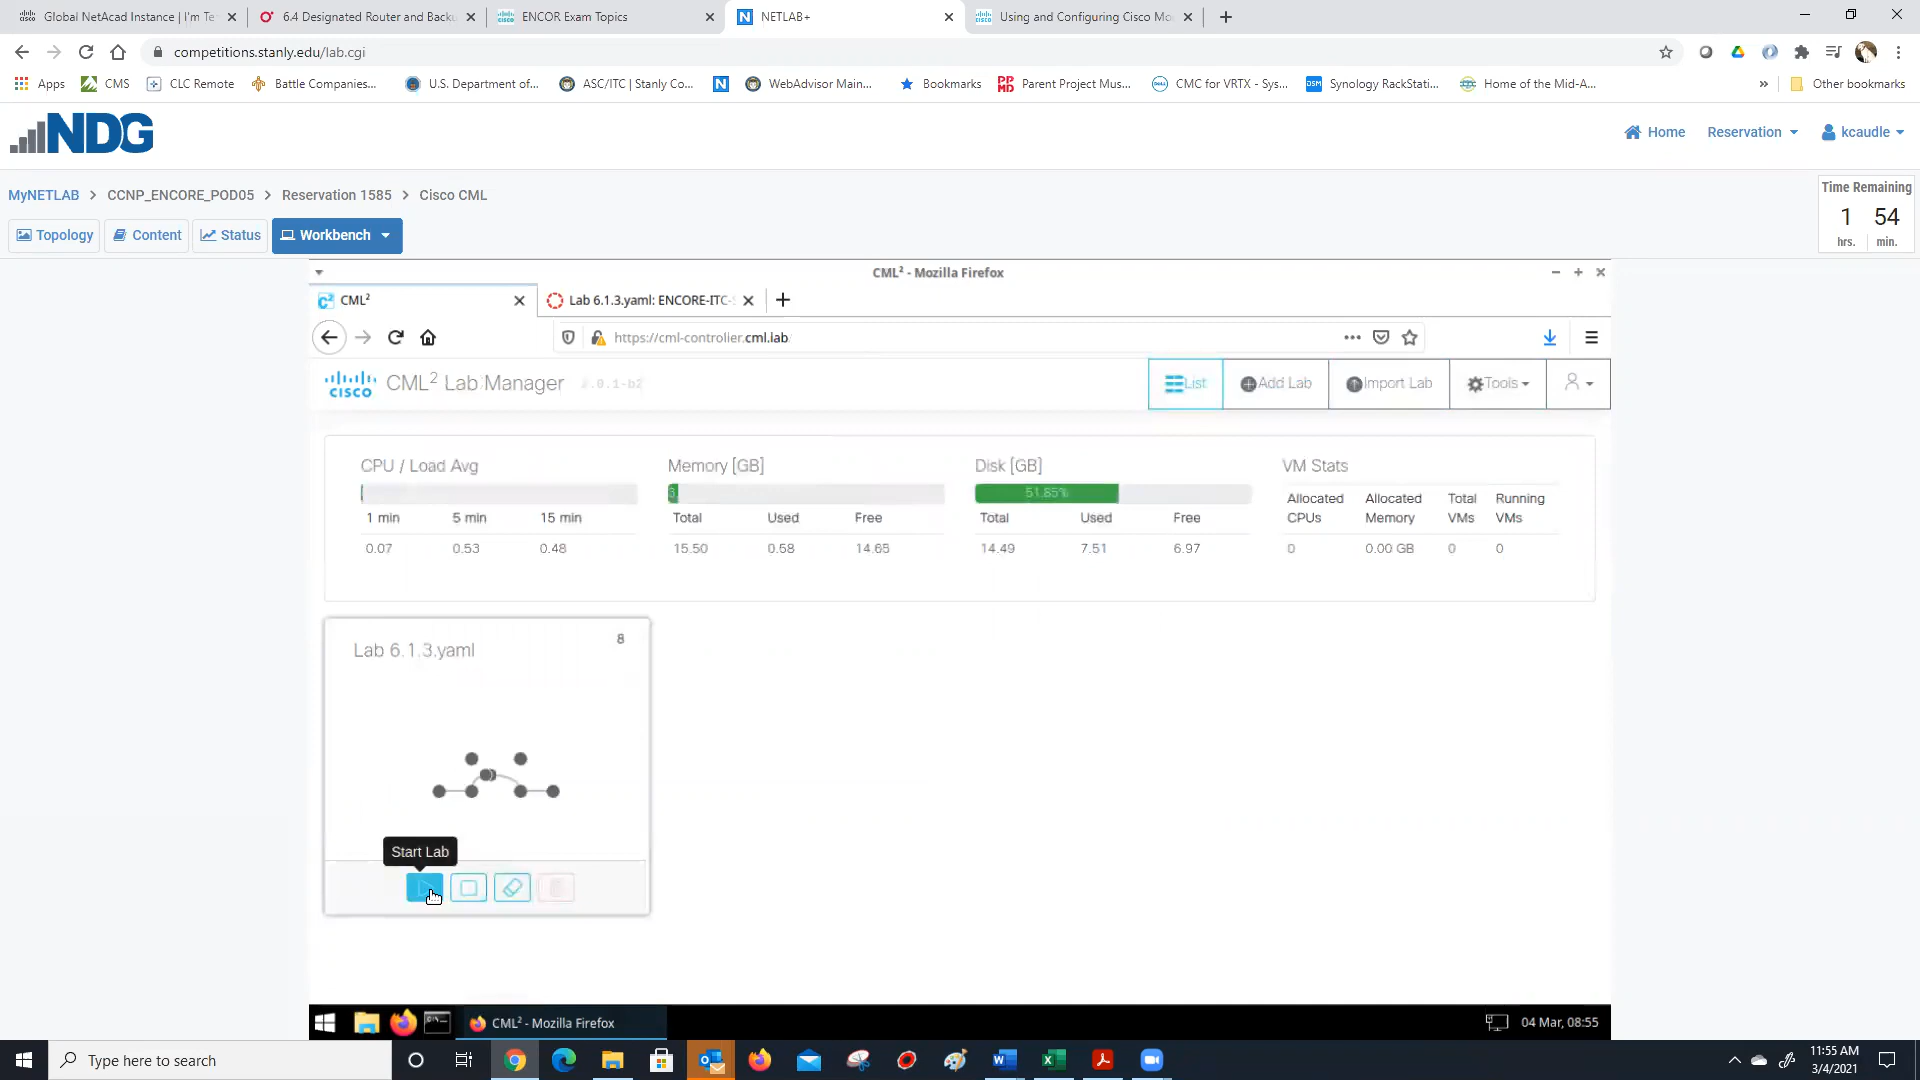 Global NetAcad Instance | I'm Te
6.4 Designated Router and Backu
ENCOR Exam Topics
NETLAB+
Using and Configuring Cisco Mo
competitions.stanly.edu/lab.cgi
Apps
CMS
CLC Remote
Battle Companies...
U.S. Department of...
ASC/ITC | Stanly Co...
WebAdvisor Main...
Bookmarks
Parent Project Mus...
CMC for VRTX - Sys...
Synology RackStati...
Home of the Mid-A...
»
Other bookmarks
NDG
Home
Reservation
kcaudle
MyNETLAB > CCNP_ENCORE_POD05 > Reservation 1585 > Cisco CML
Time Remaining
1 54
hrs. min.
Topology
Content
Status
Workbench
CML² - Mozilla Firefox
CML²
Lab 6.1.3.yaml: ENCORE-ITC-
https://cml-controller.cml.lab
CISCO
CML² Lab Manager
List
Add Lab
Import Lab
Tools
CPU / Load Avg
1 min 5 min 15 min
0.07 0.53 0.48
Memory [GB]
Total Used Free
15.50 0.58 14.65
Disk [GB]
51.85%
Total Used Free
14.49 7.51 6.97
VM Stats
Allocated CPUs Allocated Memory Total VMs Running VMs
0 0.00 GB 0 0
Lab 6.1.3.yaml
8
Start Lab
CML² - Mozilla Firefox
04 Mar, 08:55
Type here to search
11:55 AM
3/4/2021